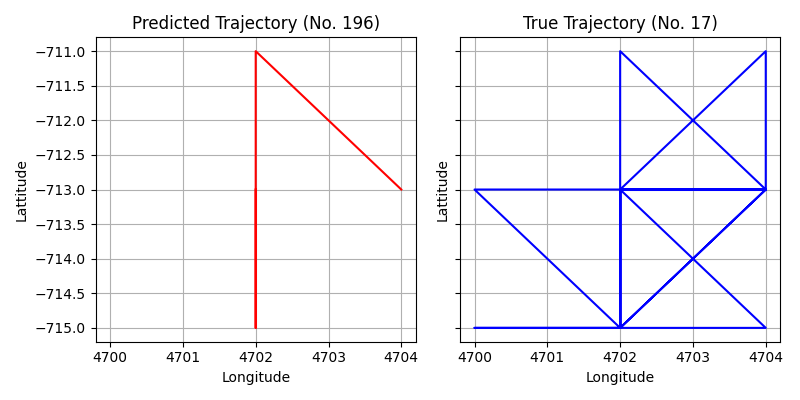 Predicted Trajectory (No. 196)
−711.0
−711.5
−712.0
−712.5
−713.0
−713.5
−714.0
−714.5
−715.0
Lattitude
4700 4701 4702 4703 4704
Longitude
True Trajectory (No. 17)
Lattitude
4700 4701 4702 4703 4704
Longitude